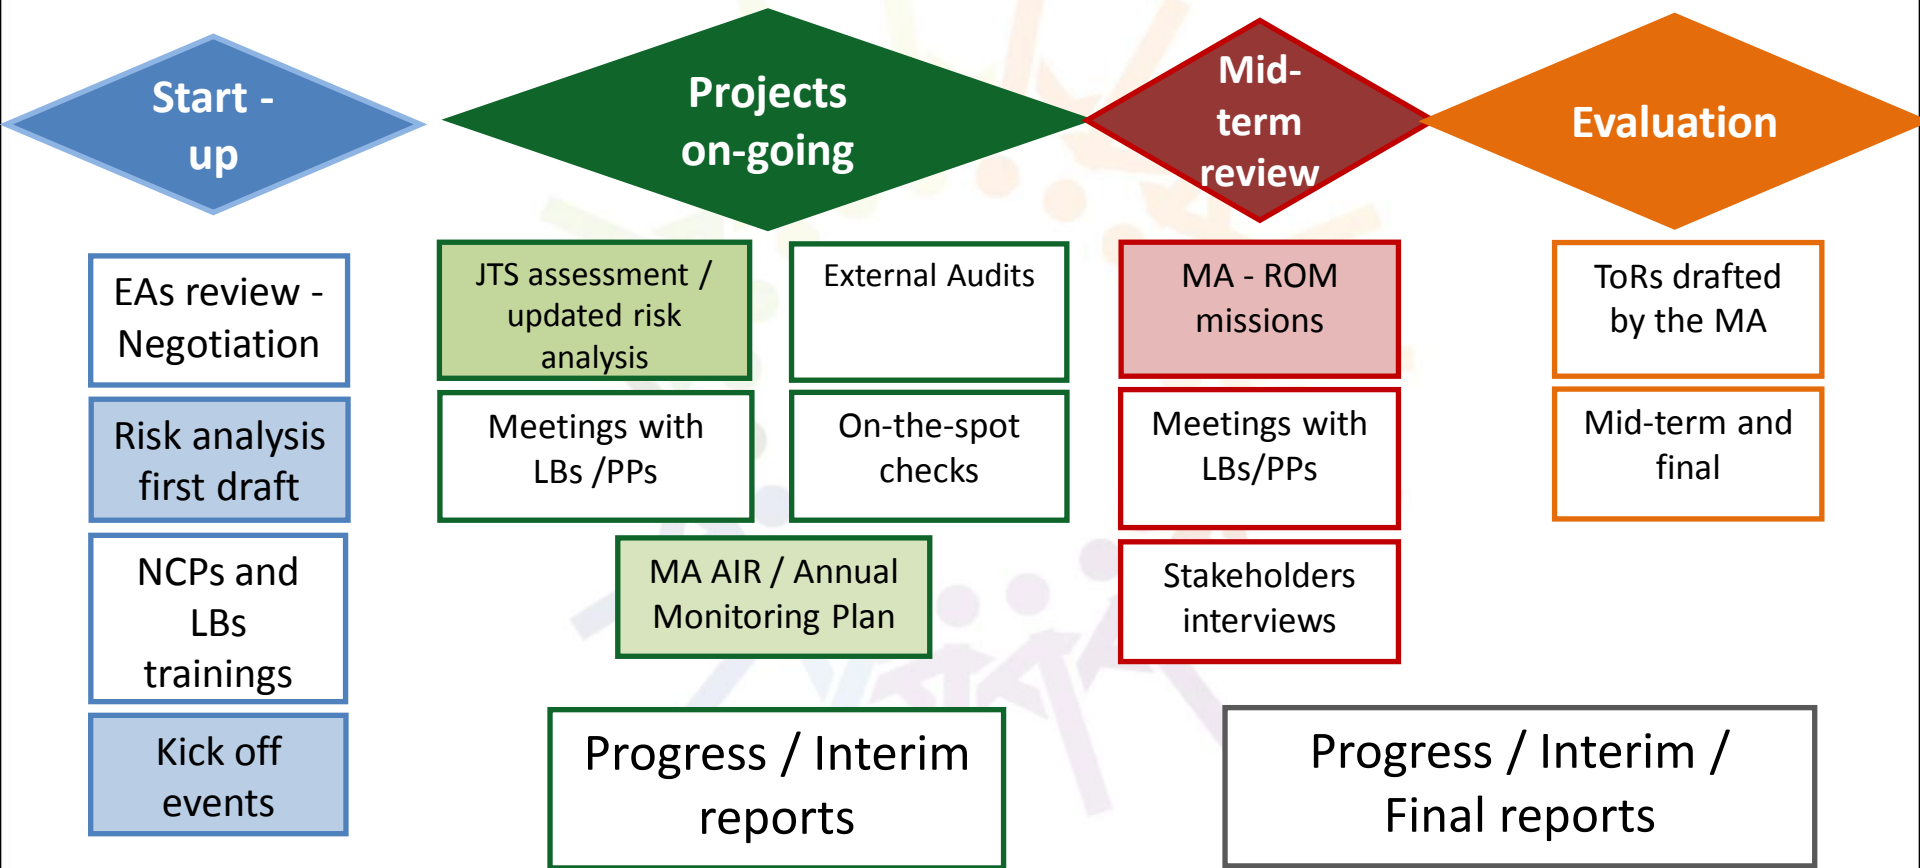 Start -
up
Projects
on-going
Mid-
term
review
Evaluation
EAs review -
Negotiation
Risk analysis
first draft
NCPs and
LBs
trainings
Kick off
events
JTS assessment /
updated risk
analysis
External Audits
Meetings with
LBs /PPs
On-the-spot
checks
MA AIR / Annual
Monitoring Plan
Progress / Interim
reports
MA - ROM
missions
Meetings with
LBs/PPs
Stakeholders
interviews
ToRs drafted
by the MA
Mid-term and
final
Progress / Interim /
Final reports